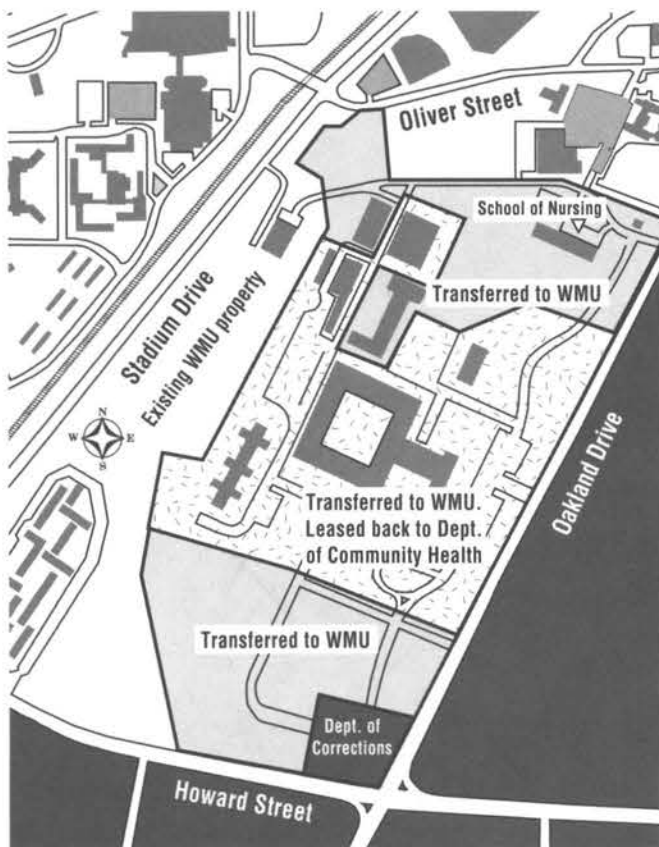 Oliver Street
School of Nursing
Transferred to WMU
Stadium Drive
Existing WMU property
N
W E
S
Oakland Drive
Transferred to WMU.
Leased back to Dept.
of Community Health
Transferred to WMU
Dept. of
Corrections
Howard Street